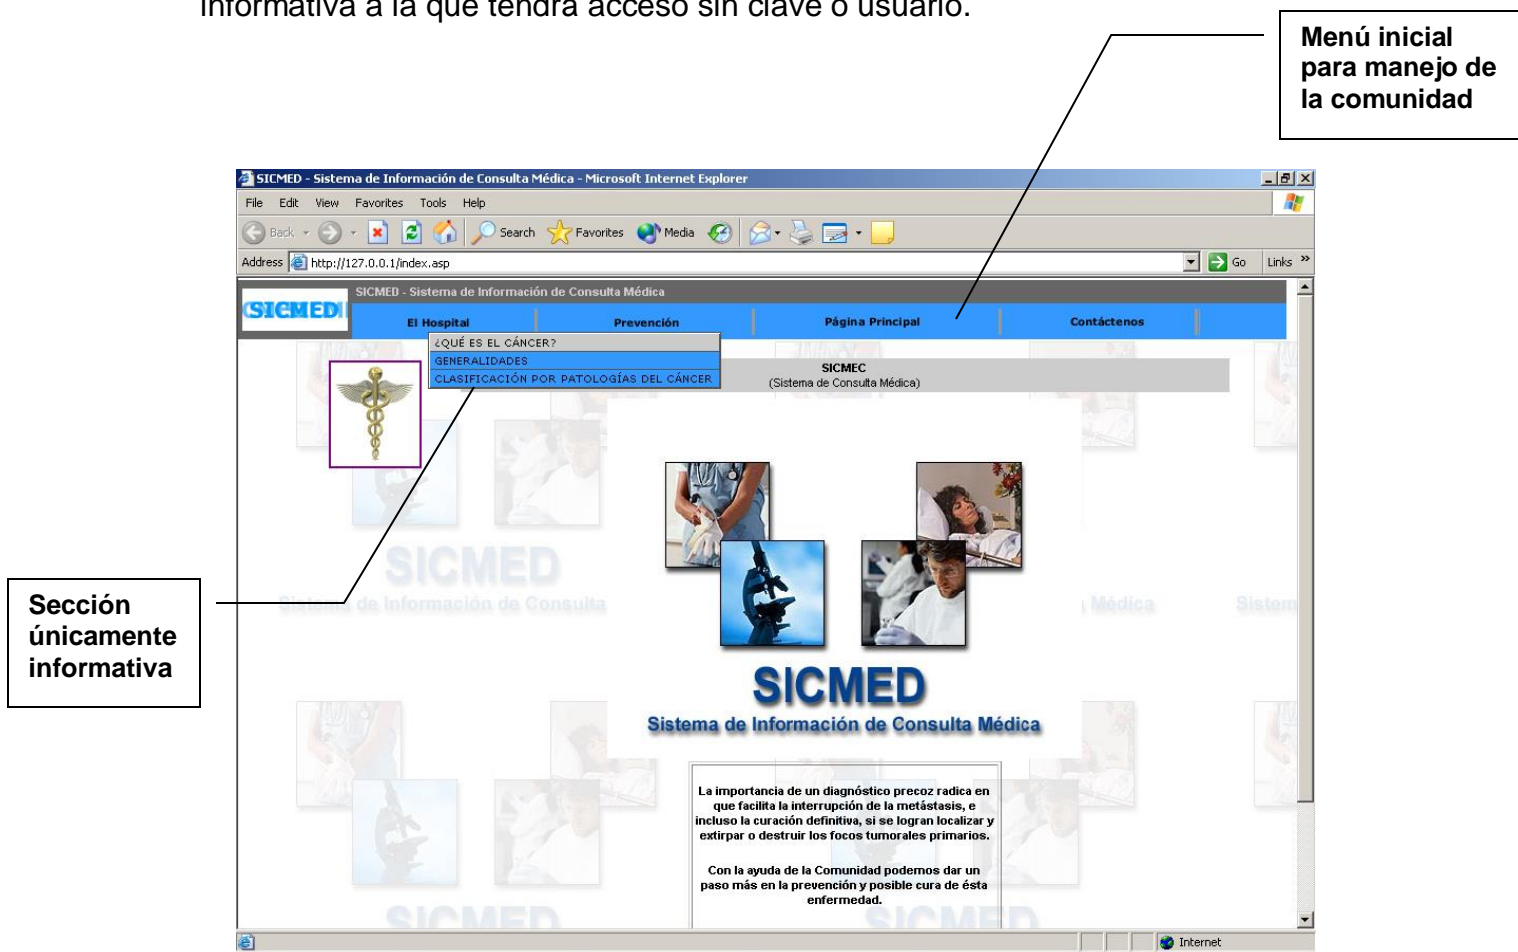 informativa a la que tendrá acceso sin clave o usuario.
Menú inicial
para manejo de
la comunidad
SICMED - Sistema de Información de Consulta Médica - Microsoft Internet Explorer
File Edit View Favorites Tools Help
Back Search Favorites Media
Address http://127.0.0.1/index.asp Go Links »
SICMED
SICMED - Sistema de Información de Consulta Médica
El Hospital Prevención Página Principal Contáctenos
¿QUÉ ES EL CÁNCER?
GENERALIDADES
CLASIFICACIÓN POR PATOLOGÍAS DEL CÁNCER
SICMEC
(Sistema de Consulta Médica)
SICMED
Sistema de Información de Consulta Médica Sistem
Sección
únicamente
informativa
SICMED
Sistema de Información de Consulta Médica
La importancia de un diagnóstico precoz radica en
que facilita la interrupción de la metástasis, e
incluso la curación definitiva, si se logran localizar y
extirpar o destruir los focos tumorales primarios.
Con la ayuda de la Comunidad podemos dar un
paso más en la prevención y posible cura de ésta
enfermedad.
SICMED SICMED
Internet